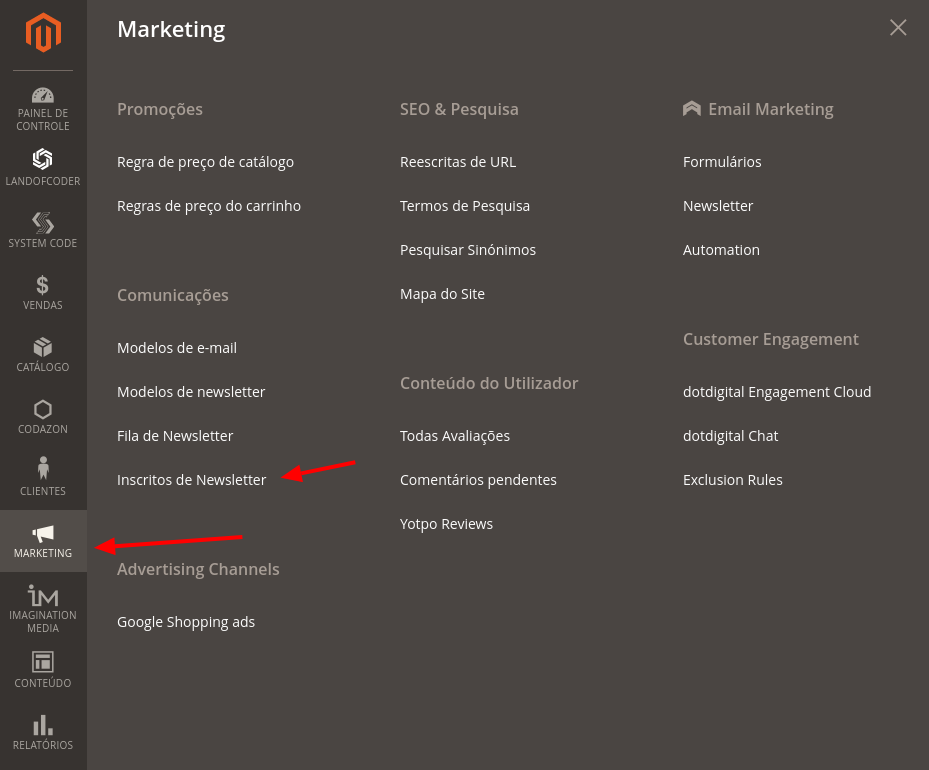 PAINEL DE
CONTROLE
LANDOFCODER
SYSTEM CODE
VENDAS
CATÁLOGO
CODAZON
CLIENTES
MARKETING
IMAGINATION
MEDIA
CONTEÚDO
RELATÓRIOS
Marketing
Promoções
Regra de preço de catálogo
Regras de preço do carrinho
Comunicações
Modelos de e-mail
Modelos de newsletter
Fila de Newsletter
Inscritos de Newsletter
Advertising Channels
Google Shopping ads
SEO & Pesquisa
Reescritas de URL
Termos de Pesquisa
Pesquisar Sinónimos
Mapa do Site
Conteúdo do Utilizador
Todas Avaliações
Comentários pendentes
Yotpo Reviews
Email Marketing
Formulários
Newsletter
Automation
Customer Engagement
dotdigital Engagement Cloud
dotdigital Chat
Exclusion Rules